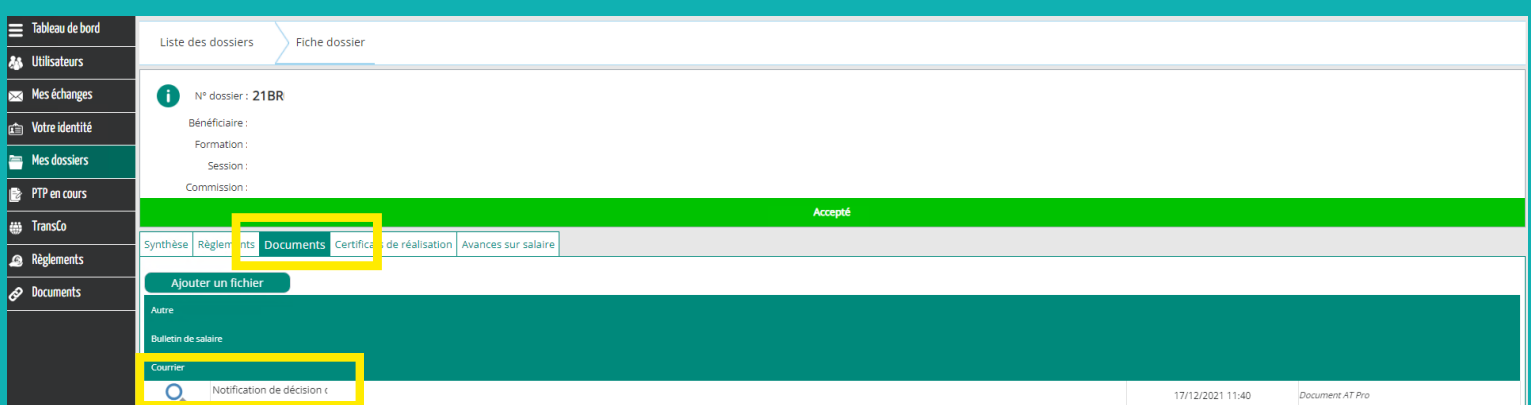 Tableau de bord
Utilisateurs
Mes échanges
Votre identité
Mes dossiers
PTP en cours
TransCo
Règlements
Documents
Liste des dossiers
Fiche dossier
N° dossier : 21BR
Bénéficiaire :
Formation :
Session :
Commission :
Accepté
Synthèse Règlements Documents Certificats de réalisation Avances sur salaire
Ajouter un fichier
Autre
Bulletin de salaire
Courrier
Notification de décision 17/12/2021 11:40 Document AT Pro